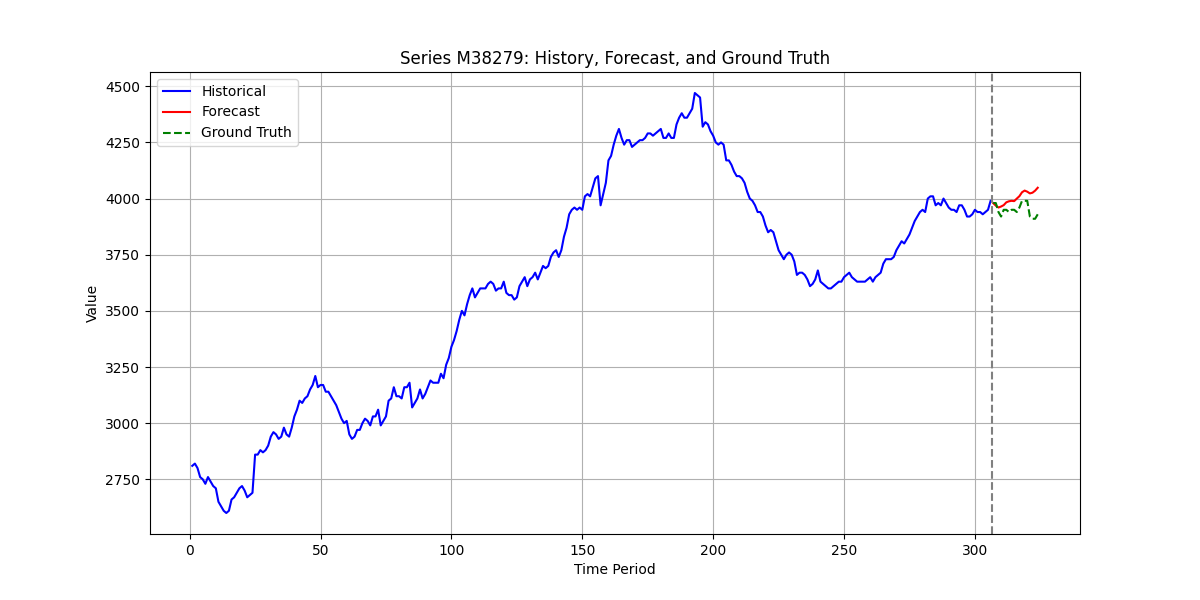 Series M38279: History, Forecast, and Ground Truth
Historical
Forecast
Ground Truth
4500
4250
4000
3750
3500
3250
3000
2750
Value
0 50 100 150 200 250 300
Time Period